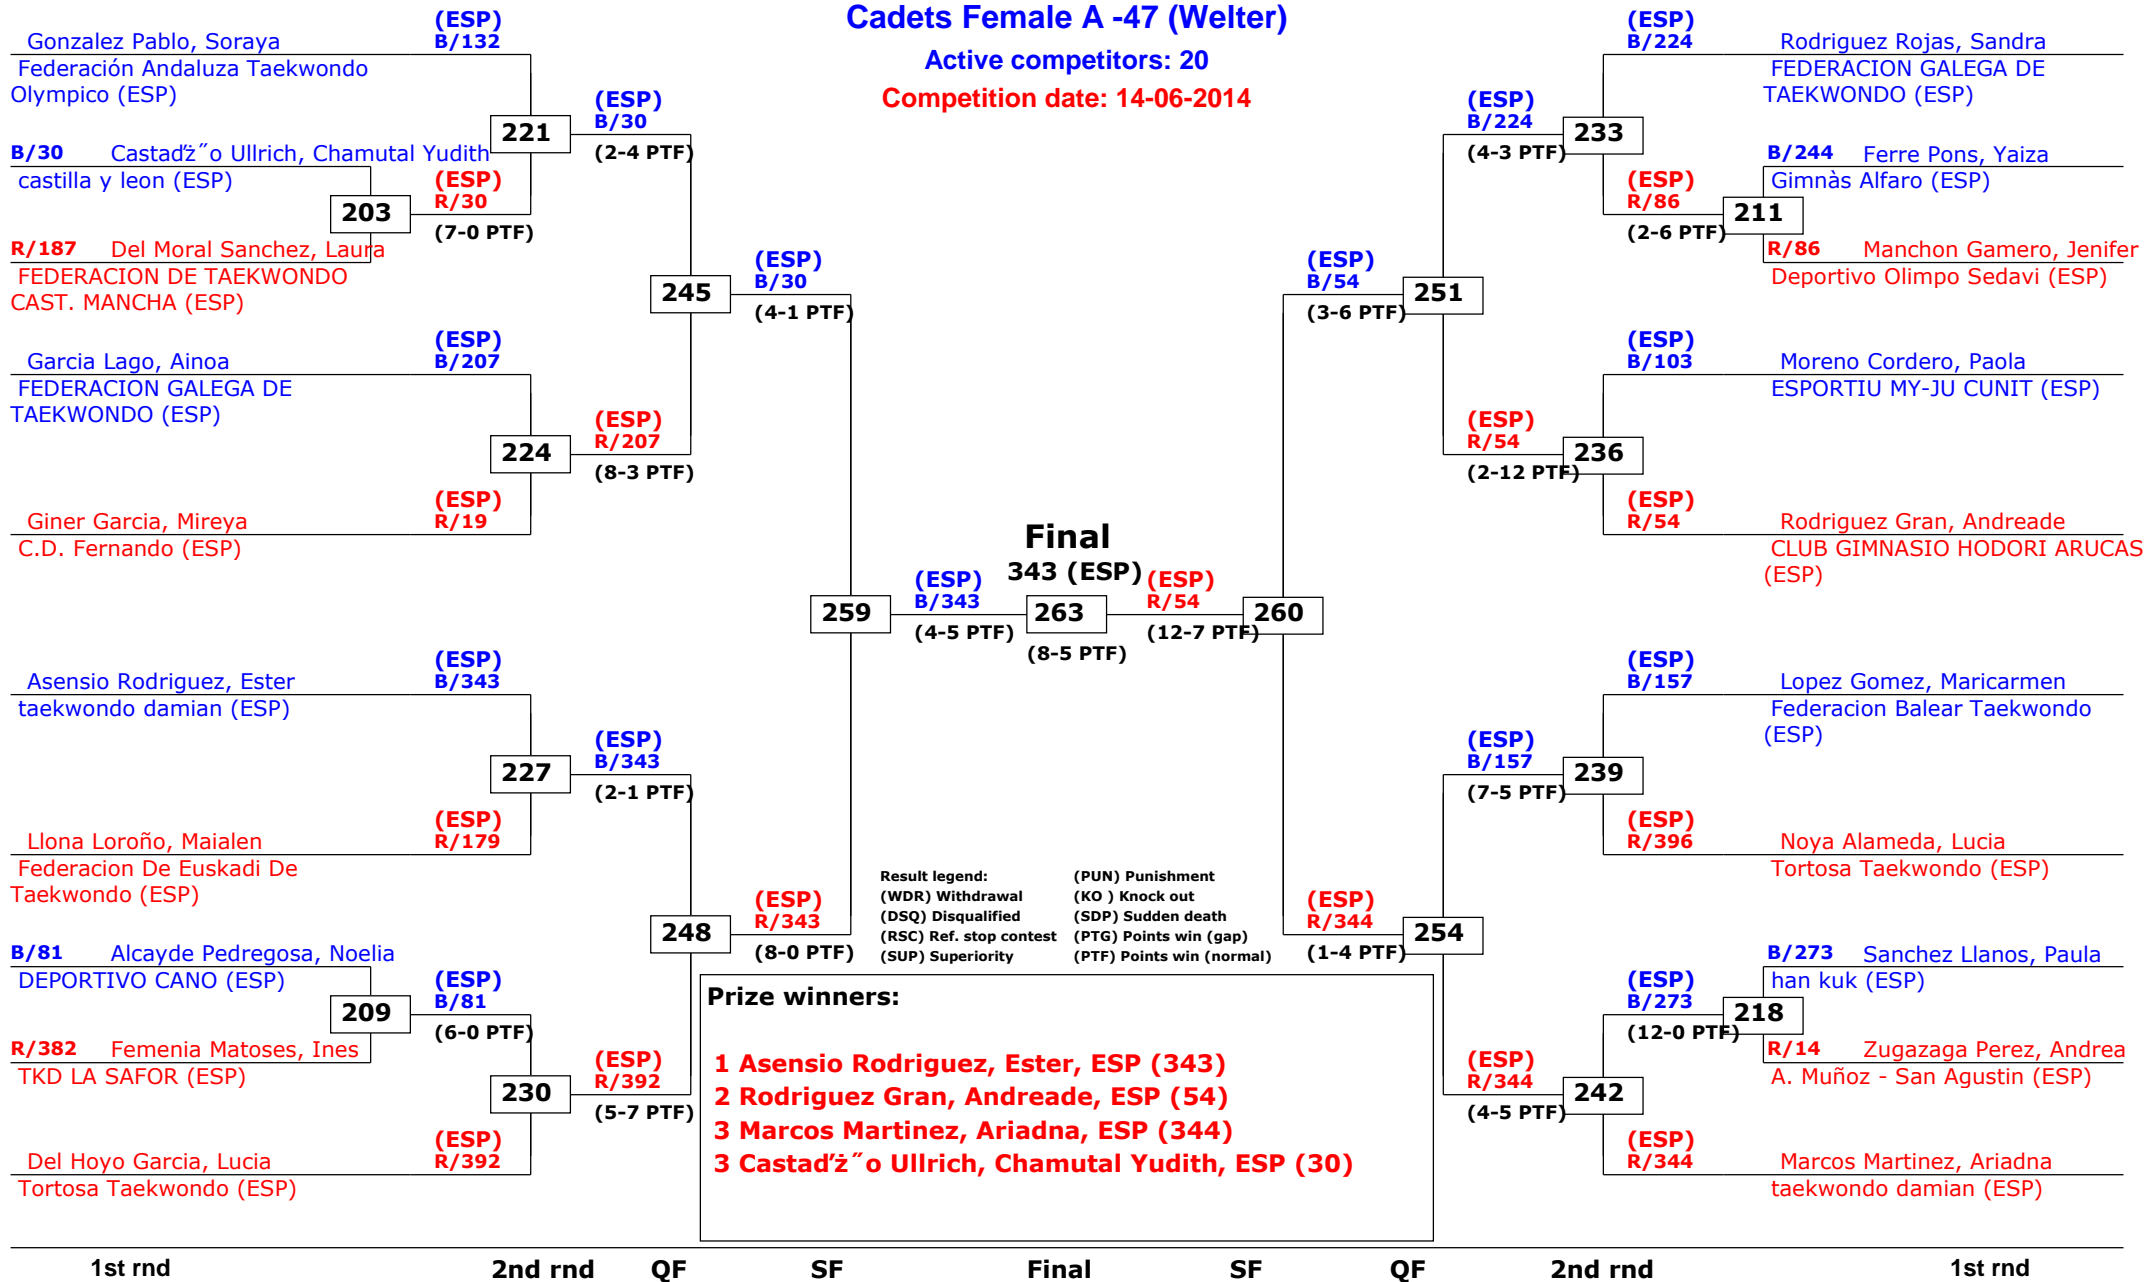 Cadets Female A -47 (Welter)
Active competitors: 20
Competition date: 14-06-2014
Gonzalez Pablo, Soraya
Federación Andaluza Taekwondo
Olympico (ESP)
(ESP)
B/132
B/30 Castaďż˝o Ullrich, Chamutal Yudith
castilla y leon (ESP)
203
(ESP)
R/30
(7-0 PTF)
R/187 Del Moral Sanchez, Laura
FEDERACION DE TAEKWONDO
CAST. MANCHA (ESP)
221
(ESP)
B/30
(2-4 PTF)
Garcia Lago, Ainoa
FEDERACION GALEGA DE
TAEKWONDO (ESP)
(ESP)
B/207
224
(ESP)
R/207
(8-3 PTF)
Giner Garcia, Mireya
C.D. Fernando (ESP)
(ESP)
R/19
245
(ESP)
B/30
(4-1 PTF)
Asensio Rodriguez, Ester
taekwondo damian (ESP)
(ESP)
B/343
227
(ESP)
B/343
(2-1 PTF)
Llona Loroño, Maialen
Federacion De Euskadi De
Taekwondo (ESP)
(ESP)
R/179
B/81 Alcayde Pedregosa, Noelia
DEPORTIVO CANO (ESP)
209
(ESP)
B/81
(6-0 PTF)
R/382 Femenia Matoses, Ines
TKD LA SAFOR (ESP)
230
(ESP)
R/392
(5-7 PTF)
Del Hoyo Garcia, Lucia
Tortosa Taekwondo (ESP)
(ESP)
R/392
248
(ESP)
R/343
(8-0 PTF)
259
(ESP)
B/343
(4-5 PTF)
Final
343 (ESP)
263
(8-5 PTF)
(ESP)
R/54
(12-7 PTF)
260
(ESP)
B/54
(3-6 PTF)
251
(ESP)
B/224
(4-3 PTF)
233
(ESP)
B/224
Rodriguez Rojas, Sandra
FEDERACION GALEGA DE
TAEKWONDO (ESP)
B/244 Ferre Pons, Yaiza
Gimnàs Alfaro (ESP)
(ESP)
R/86
(2-6 PTF)
211
R/86 Manchon Gamero, Jenifer
Deportivo Olimpo Sedavi (ESP)
(ESP)
B/103
Moreno Cordero, Paola
ESPORTIU MY-JU CUNIT (ESP)
(ESP)
R/54
(2-12 PTF)
236
(ESP)
R/54
Rodriguez Gran, Andreade
CLUB GIMNASIO HODORI ARUCAS
(ESP)
(ESP)
B/157
Lopez Gomez, Maricarmen
Federacion Balear Taekwondo
(ESP)
(ESP)
B/157
(7-5 PTF)
239
(ESP)
R/396
Noya Alameda, Lucia
Tortosa Taekwondo (ESP)
(ESP)
R/344
(1-4 PTF)
254
B/273 Sanchez Llanos, Paula
han kuk (ESP)
(ESP)
B/273
(12-0 PTF)
218
R/14 Zugazaga Perez, Andrea
A. Muñoz - San Agustin (ESP)
(ESP)
R/344
(4-5 PTF)
242
(ESP)
R/344
Marcos Martinez, Ariadna
taekwondo damian (ESP)
Result legend: (PUN) Punishment
(WDR) Withdrawal (KO ) Knock out
(DSQ) Disqualified (SDP) Sudden death
(RSC) Ref. stop contest (PTG) Points win (gap)
(SUP) Superiority (PTF) Points win (normal)
Prize winners:
1 Asensio Rodriguez, Ester, ESP (343)
2 Rodriguez Gran, Andreade, ESP (54)
3 Marcos Martinez, Ariadna, ESP (344)
3 Castaďż˝o Ullrich, Chamutal Yudith, ESP (30)
1st rnd 2nd rnd QF SF Final SF QF 2nd rnd 1st rnd